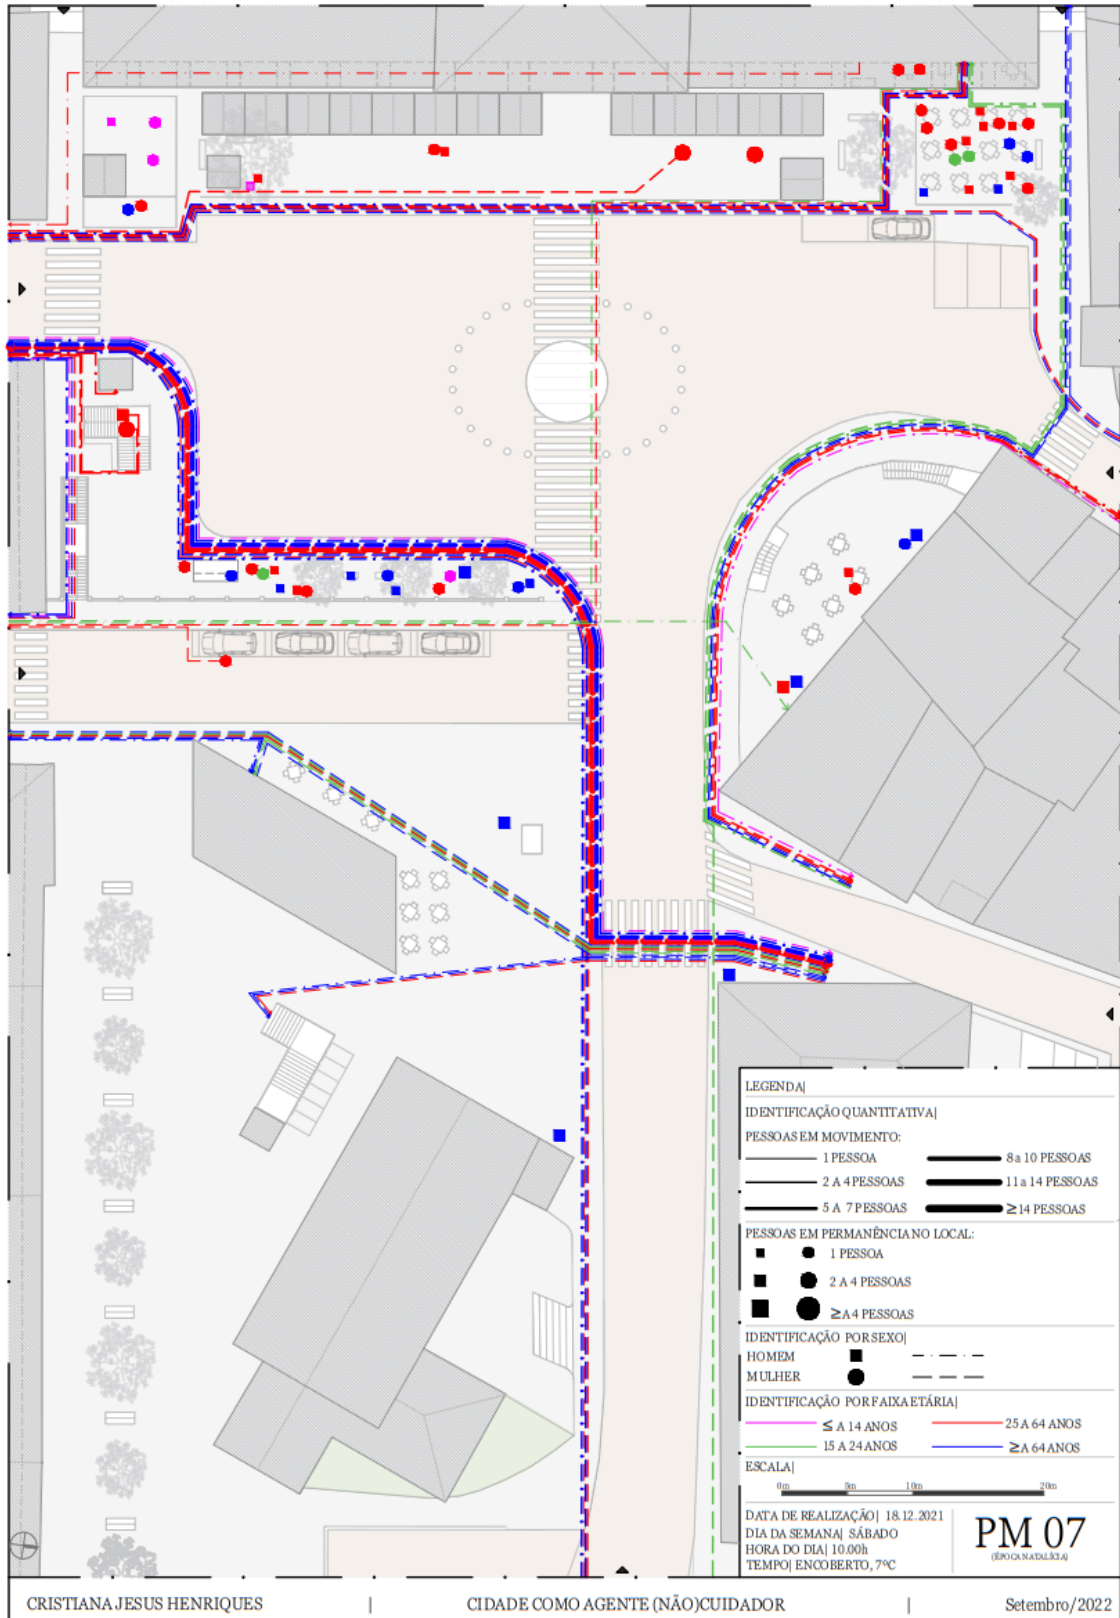 LEGENDA|
IDENTIFICAÇÃO QUANTITATIVA|
PESSOAS EM MOVIMENTO:
1 PESSOA
8 a 10 PESSOAS
2 A 4 PESSOAS
11 a 14 PESSOAS
5 A 7 PESSOAS
≥ 14 PESSOAS
PESSOAS EM PERMANÊNCIA NO LOCAL:
1 PESSOA
2 A 4 PESSOAS
≥ A 4 PESSOAS
IDENTIFICAÇÃO POR SEXO|
HOMEM
MULHER
IDENTIFICAÇÃO POR FAIXA ETÁRIA|
≤ A 14 ANOS
25 A 64 ANOS
15 A 24 ANOS
≥ A 64 ANOS
ESCALA|
0m 5m 10m 20m
DATA DE REALIZAÇÃO| 18.12.2021
DIA DA SEMANA| SÁBADO
HORA DO DIA| 10.00h
TEMPO| ENCOBERTO, 7ºC
PM 07
(ÉPOCA NATALÍCIA)
CRISTIANA JESUS HENRIQUES | CIDADE COMO AGENTE (NÃO)CUIDADOR | Setembro/2022